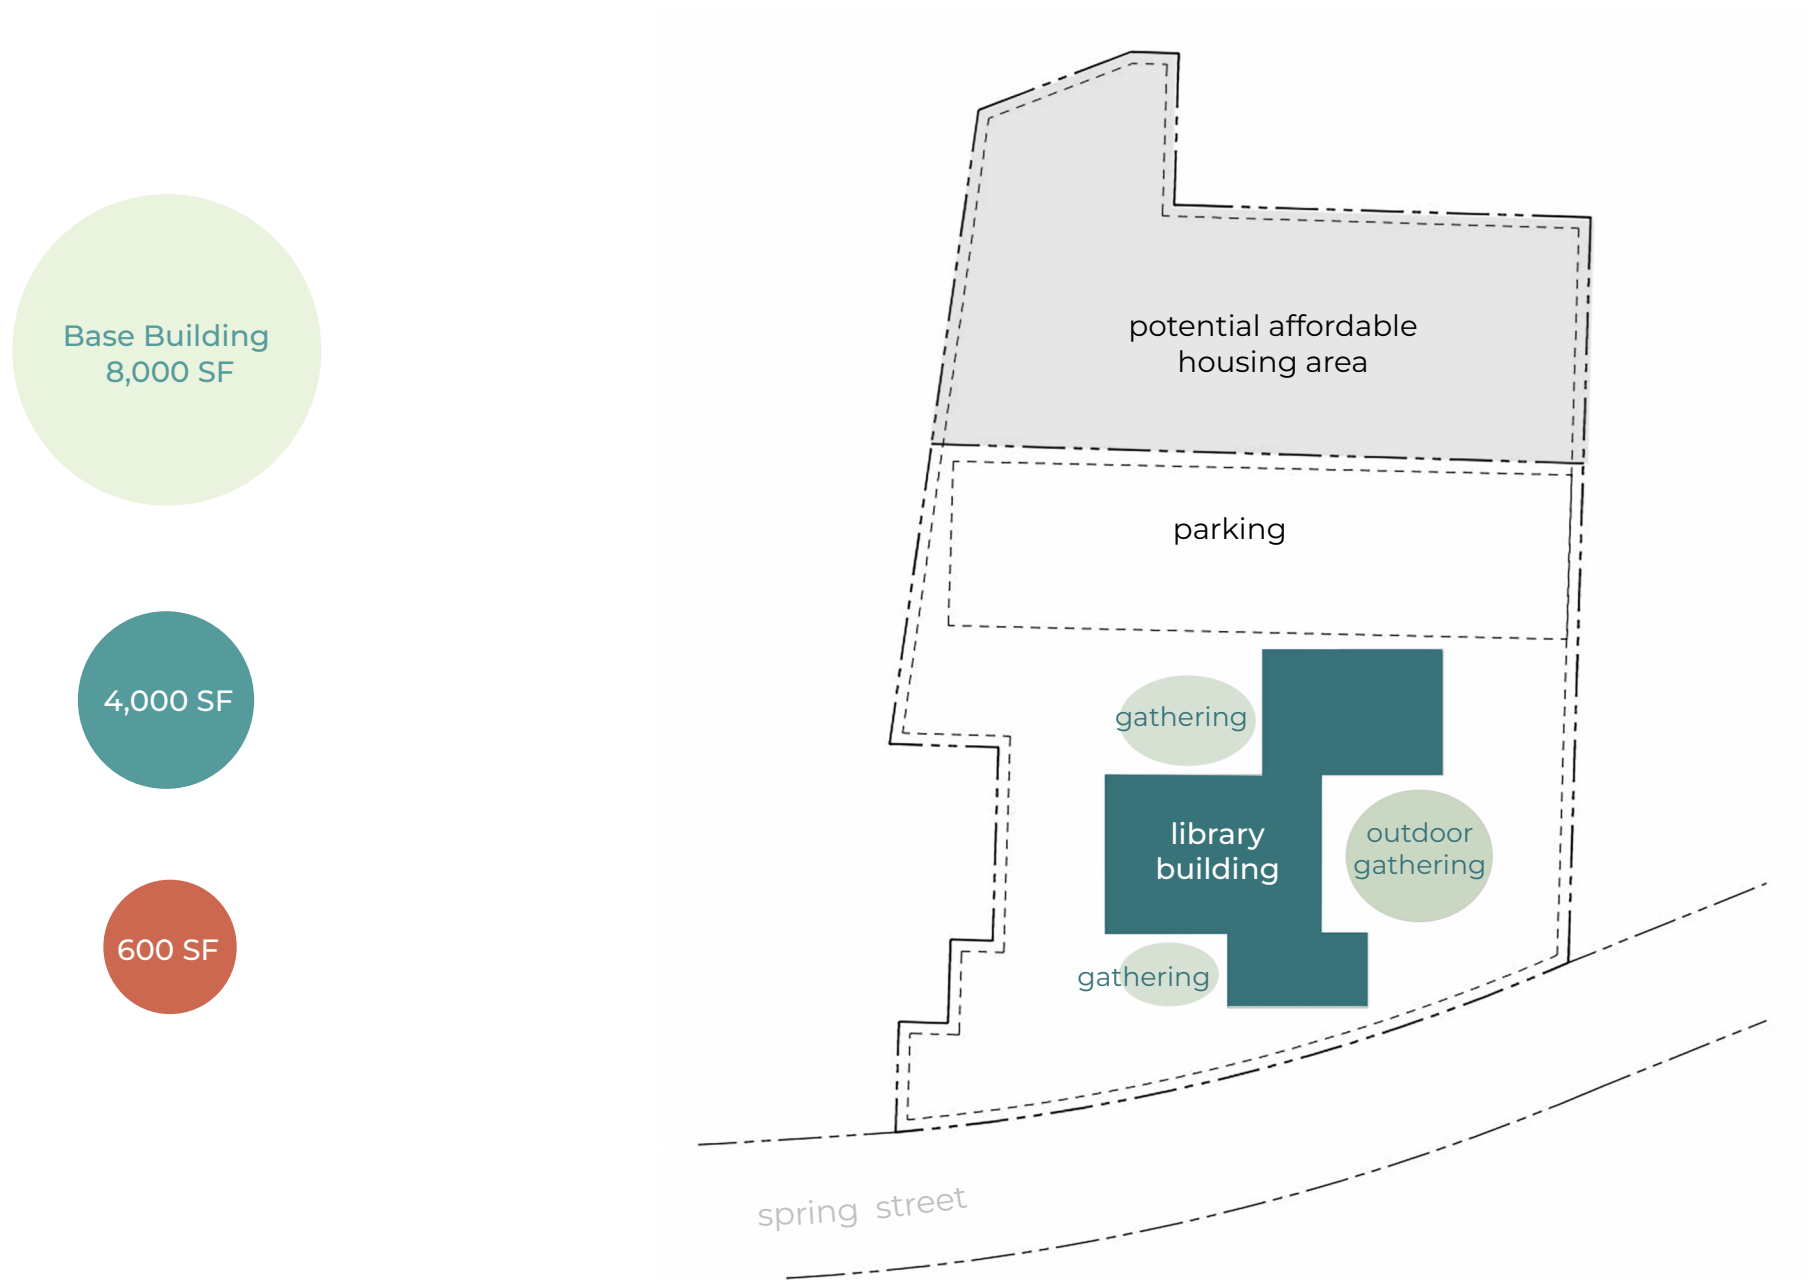 Base Building
8,000 SF
4,000 SF
600 SF
potential affordable
housing area
parking
gathering
library
building
outdoor
gathering
gathering
spring street